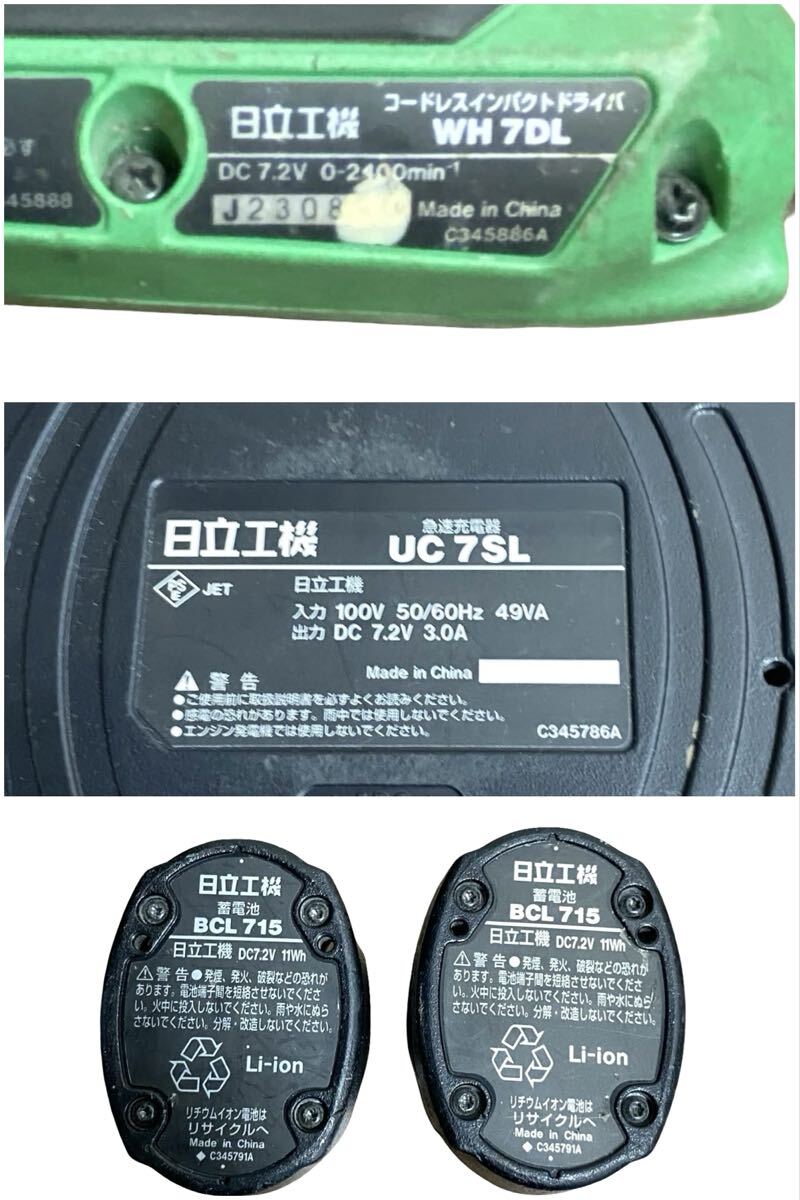 コードレスインパクトドライバ
日立工機 WH 7DL
DC 7.2V 0-2400min-1
J2308
Made in China
C345886A
45888
日立工機
急速充電器
UC 7SL
PSE JET
日立工機
入力 100V 50/60Hz 49VA
出力 DC 7.2V 3.0A
Made in China
警告
●ご使用前に取扱説明書を必ずよくお読みください。
●感電の恐れがあります。雨中では使用しないでください。
●エンジン発電機では使用しないでください。
C345786A
日立工機
蓄電池
BCL 715
日立工機 DC7.2V 11Wh
警告 ●発煙、発火、破裂などの恐れが
あります。電池端子間を短絡させないでくださ
い。火中に投入しないでください。雨や水にぬら
さないでください。分解・改造しないでください。
Li-ion
リチウムイオン電池は
リサイクルへ
Made in China
◆ C345791A
日立工機
蓄電池
BCL 715
日立工機 DC7.2V 11Wh
警告 ●発煙、発火、破裂などの恐れが
あります。電池端子間を短絡させないでくださ
い。火中に投入しないでください。雨や水にぬら
さないでください。分解・改造しないでください。
Li-ion
リチウムイオン電池は
リサイクルへ
Made in China
◆ C345791A